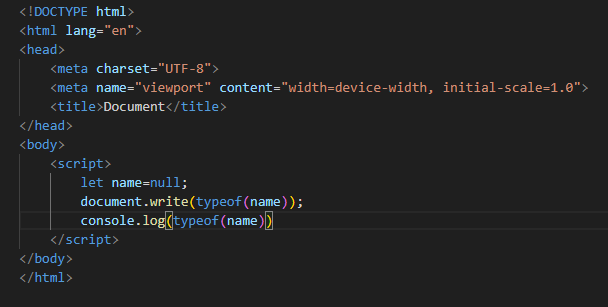 <!DOCTYPE html>
<html lang="en">
<head>
    <meta charset="UTF-8">
    <meta name="viewport" content="width=device-width, initial-scale=1.0">
    <title>Document</title>
</head>
<body>
    <script>
        let name=null;
        document.write(typeof(name));
        console.log(typeof(name))
    </script>
</body>
</html>